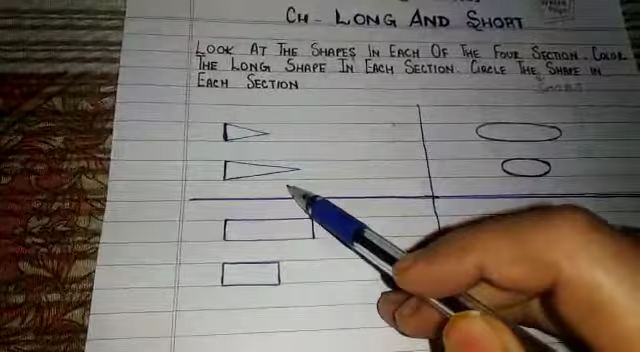 CH - LONG AND SHORT
LOOK AT THE SHAPES IN EACH OF THE FOUR SECTION. COLOR
THE LONG SHAPE IN EACH SECTION. CIRCLE THE SHAPE IN
EACH SECTION